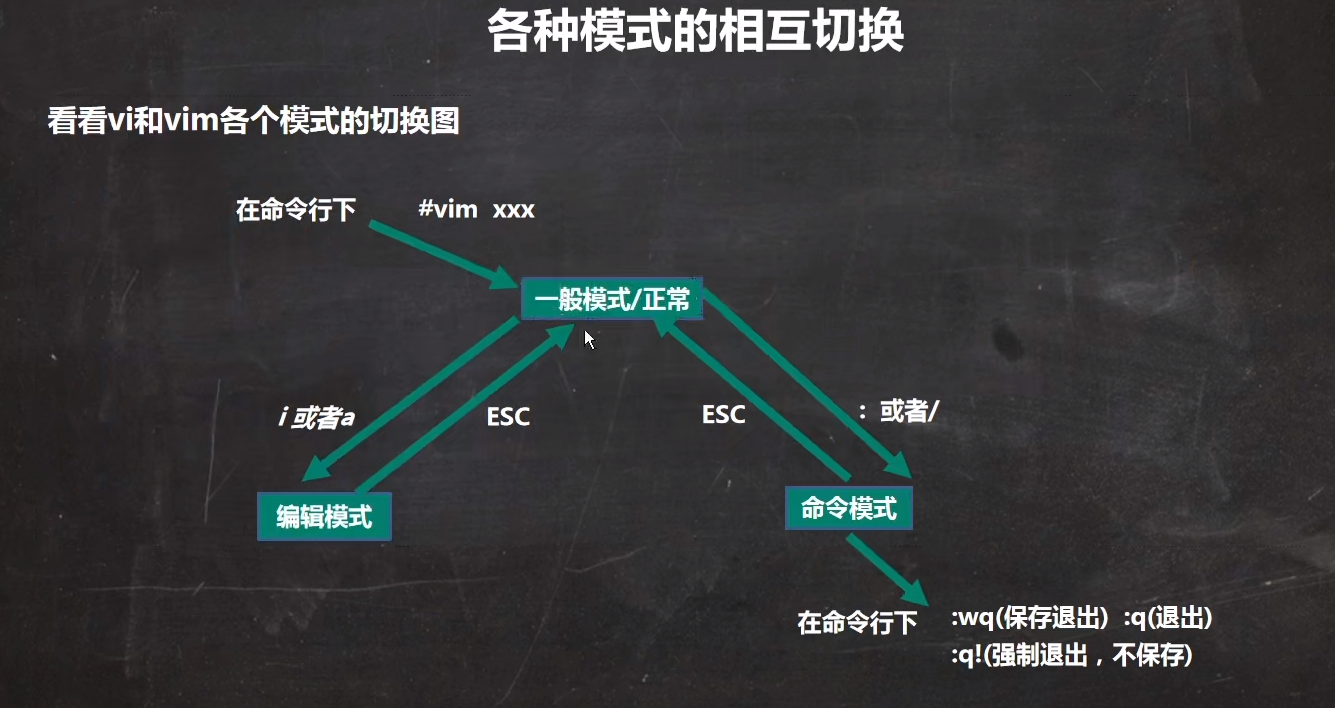 各种模式的相互切换
看看vi和vim各个模式的切换图
在命令行下 #vim xxx
一般模式/正常
i 或者a ESC ESC : 或者/
编辑模式 命令模式
在命令行下 :wq(保存退出) :q(退出)
:q!(强制退出，不保存)